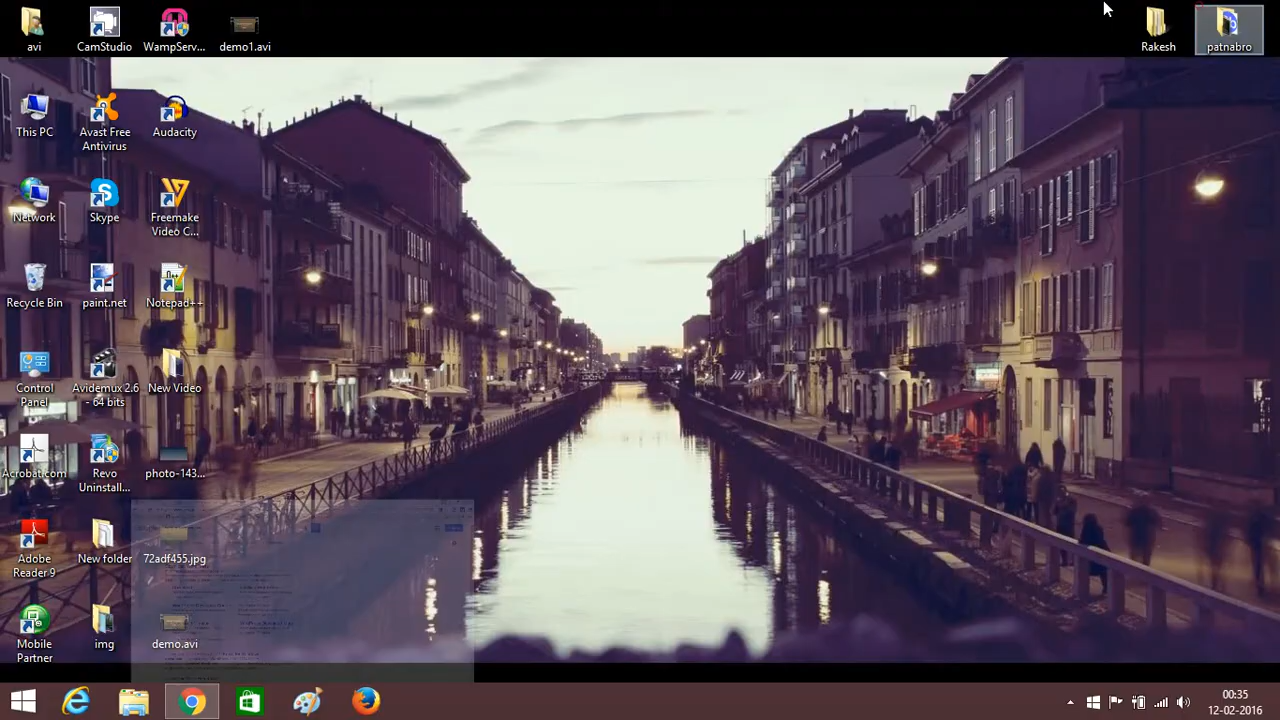 avi
CamStudio
WampServ...
demo1.avi
Rakesh
patnabro
This PC
Avast Free
Antivirus
Audacity
Network
Skype
Freemake
Video C...
Recycle Bin
paint.net
Notepad++
Control
Panel
Avidemux 2.6
- 64 bits
New Video
Acrobat.com
Revo
Uninstall...
photo-143...
Adobe
Reader 9
New folder
72adf455.jpg
Mobile
Partner
img
demo.avi
00:35
12-02-2016